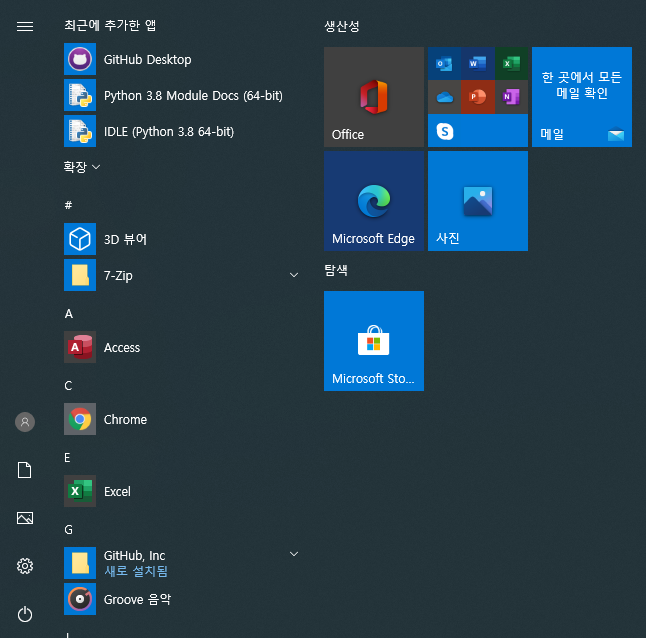 최근에 추가한 앱
GitHub Desktop
Python 3.8 Module Docs (64-bit)
IDLE (Python 3.8 64-bit)
확장
#
3D 뷰어
7-Zip
A
Access
C
Chrome
E
Excel
G
GitHub, Inc
새로 설치됨
Groove 음악
생산성
Office
한 곳에서 모든
메일 확인
메일
Microsoft Edge
사진
탐색
Microsoft Sto...